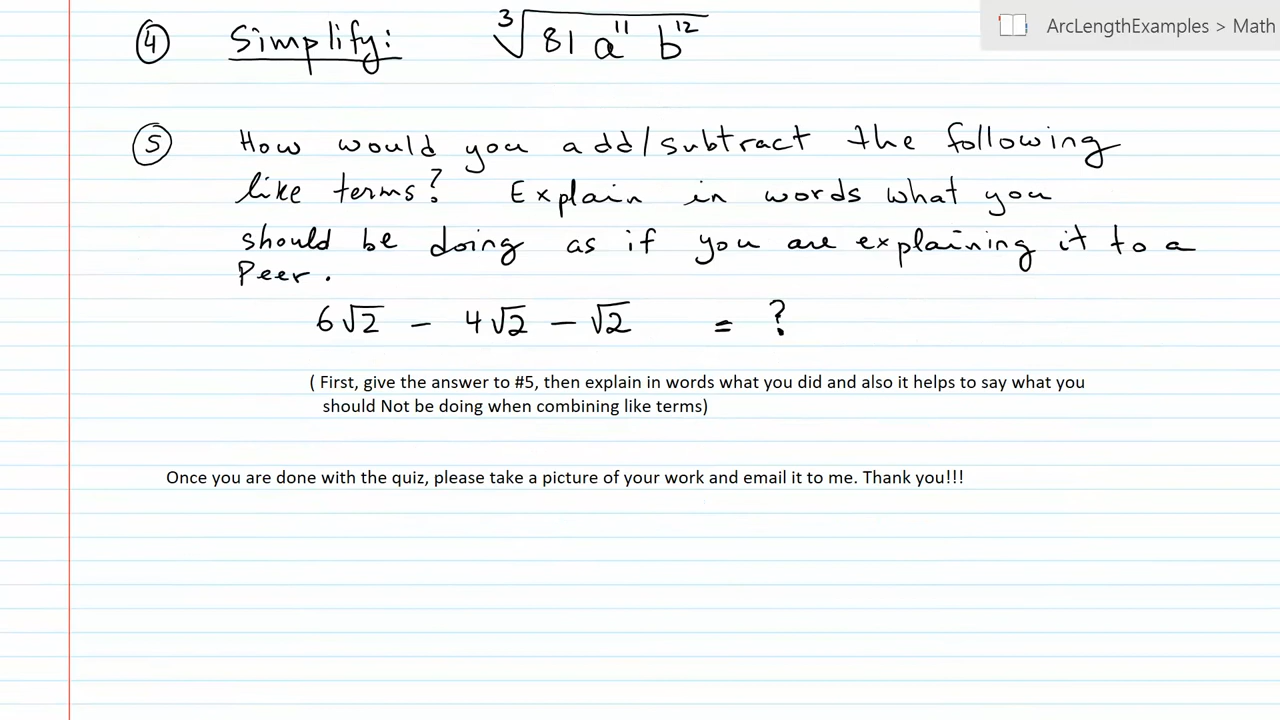 ArcLengthExamples > Math
④ Simplify: ∛81 a¹¹ b¹²
⑤ How would you add/subtract the following
like terms? Explain in words what you
should be doing as if you are explaining it to a
Peer.
6√2 − 4√2 − √2 = ?
( First, give the answer to #5, then explain in words what you did and also it helps to say what you
should Not be doing when combining like terms)
Once you are done with the quiz, please take a picture of your work and email it to me. Thank you!!!